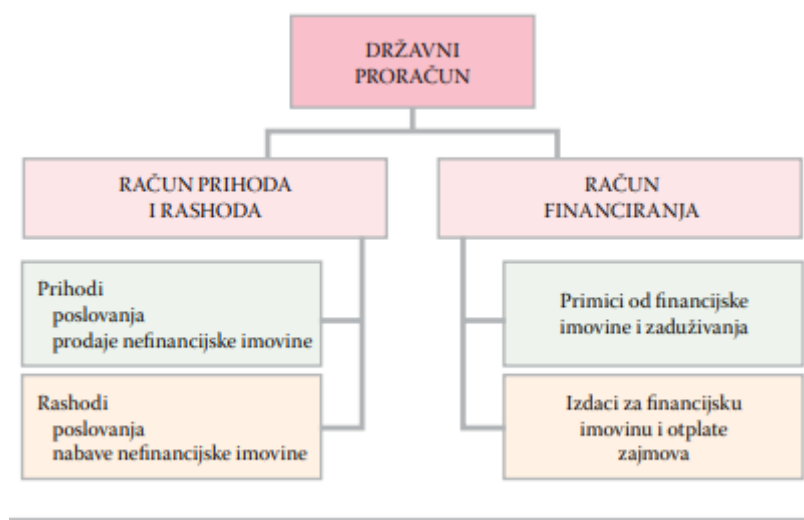 DRŽAVNI
PRORAČUN
RAČUN PRIHODA
I RASHODA
RAČUN
FINANCIRANJA
Prihodi
poslovanja
prodaje nefinancijske imovine
Primici od financijske
imovine i zaduživanja
Rashodi
poslovanja
nabave nefinancijske imovine
Izdaci za financijsku
imovinu i otplate
zajmova